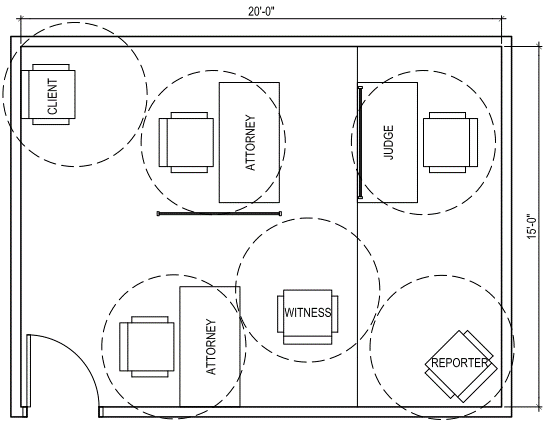 20'-0"
CLIENT
ATTORNEY
JUDGE
15'-0"
WITNESS
ATTORNEY
REPORTER